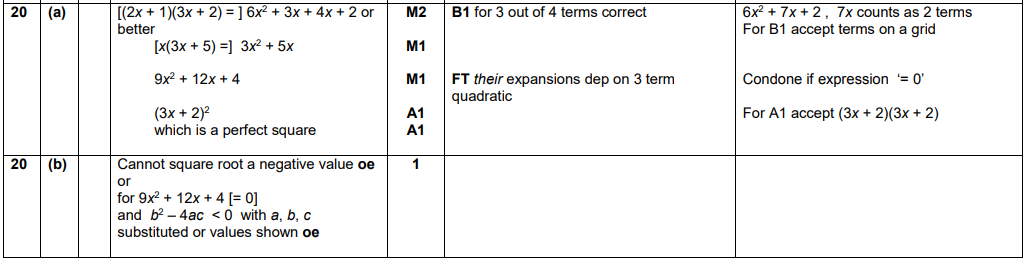 20 (a) [(2x + 1)(3x + 2) = ] 6x² + 3x + 4x + 2 or M2 B1 for 3 out of 4 terms correct 6x² + 7x + 2 , 7x counts as 2 terms
better For B1 accept terms on a grid
[x(3x + 5) =] 3x² + 5x M1
9x² + 12x + 4 M1 FT their expansions dep on 3 term Condone if expression ‘= 0’
quadratic
(3x + 2)² A1 For A1 accept (3x + 2)(3x + 2)
which is a perfect square A1
20 (b) Cannot square root a negative value oe 1
or
for 9x² + 12x + 4 [= 0]
and b² – 4ac < 0 with a, b, c
substituted or values shown oe